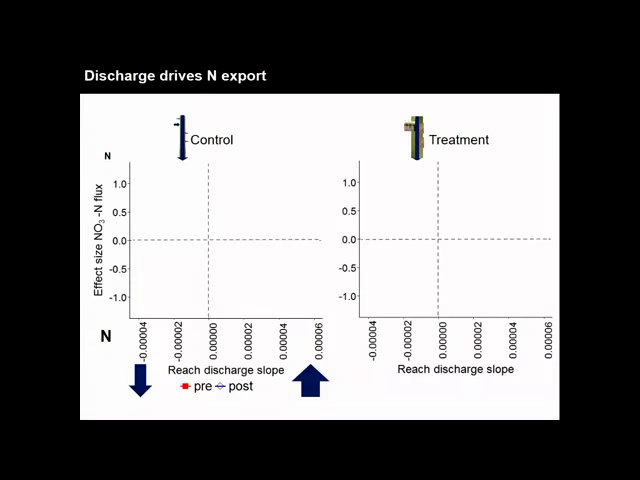 Discharge drives N export
Control
Treatment
N
Effect size NO3-N flux
1.0
0.5
0.0
-0.5
-1.0
1.0
0.5
0.0
-0.5
-1.0
N
-0.00004
-0.00002
0.00000
0.00002
0.00004
0.00006
-0.00004
-0.00002
0.00000
0.00002
0.00004
0.00006
Reach discharge slope
Reach discharge slope
pre post